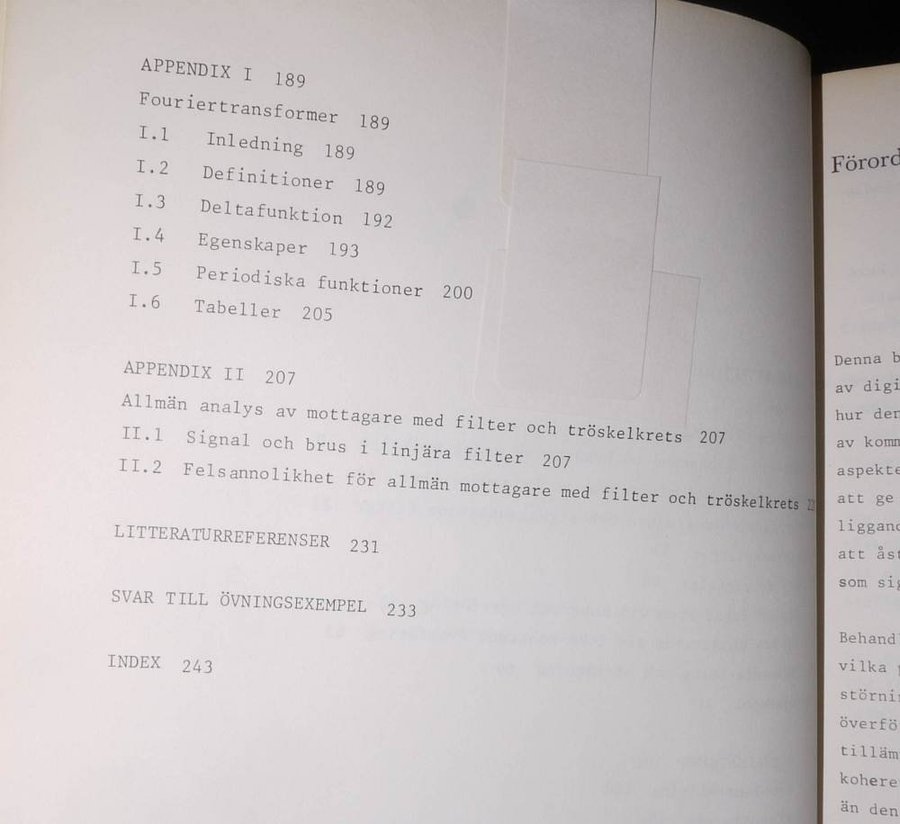 APPENDIX I 189
Fouriertransformer 189
I.1 Inledning 189
I.2 Definitioner 189
I.3 Deltafunktion 192
I.4 Egenskaper 193
I.5 Periodiska funktioner 200
I.6 Tabeller 205
APPENDIX II 207
Allmän analys av mottagare med filter och tröskelkrets 207
II.1 Signal och brus i linjära filter 207
II.2 Felsannolikhet för allmän mottagare med filter och tröskelkrets
LITTERATURREFERENSER 231
SVAR TILL ÖVNINGSEXEMPEL 233
INDEX 243
Förord
Denna b
av digi
hur den
av komm
aspekte
att ge
liggand
att åst
som sig
Behandl
vilka
störni
överfö
tilläm
kohere
än den